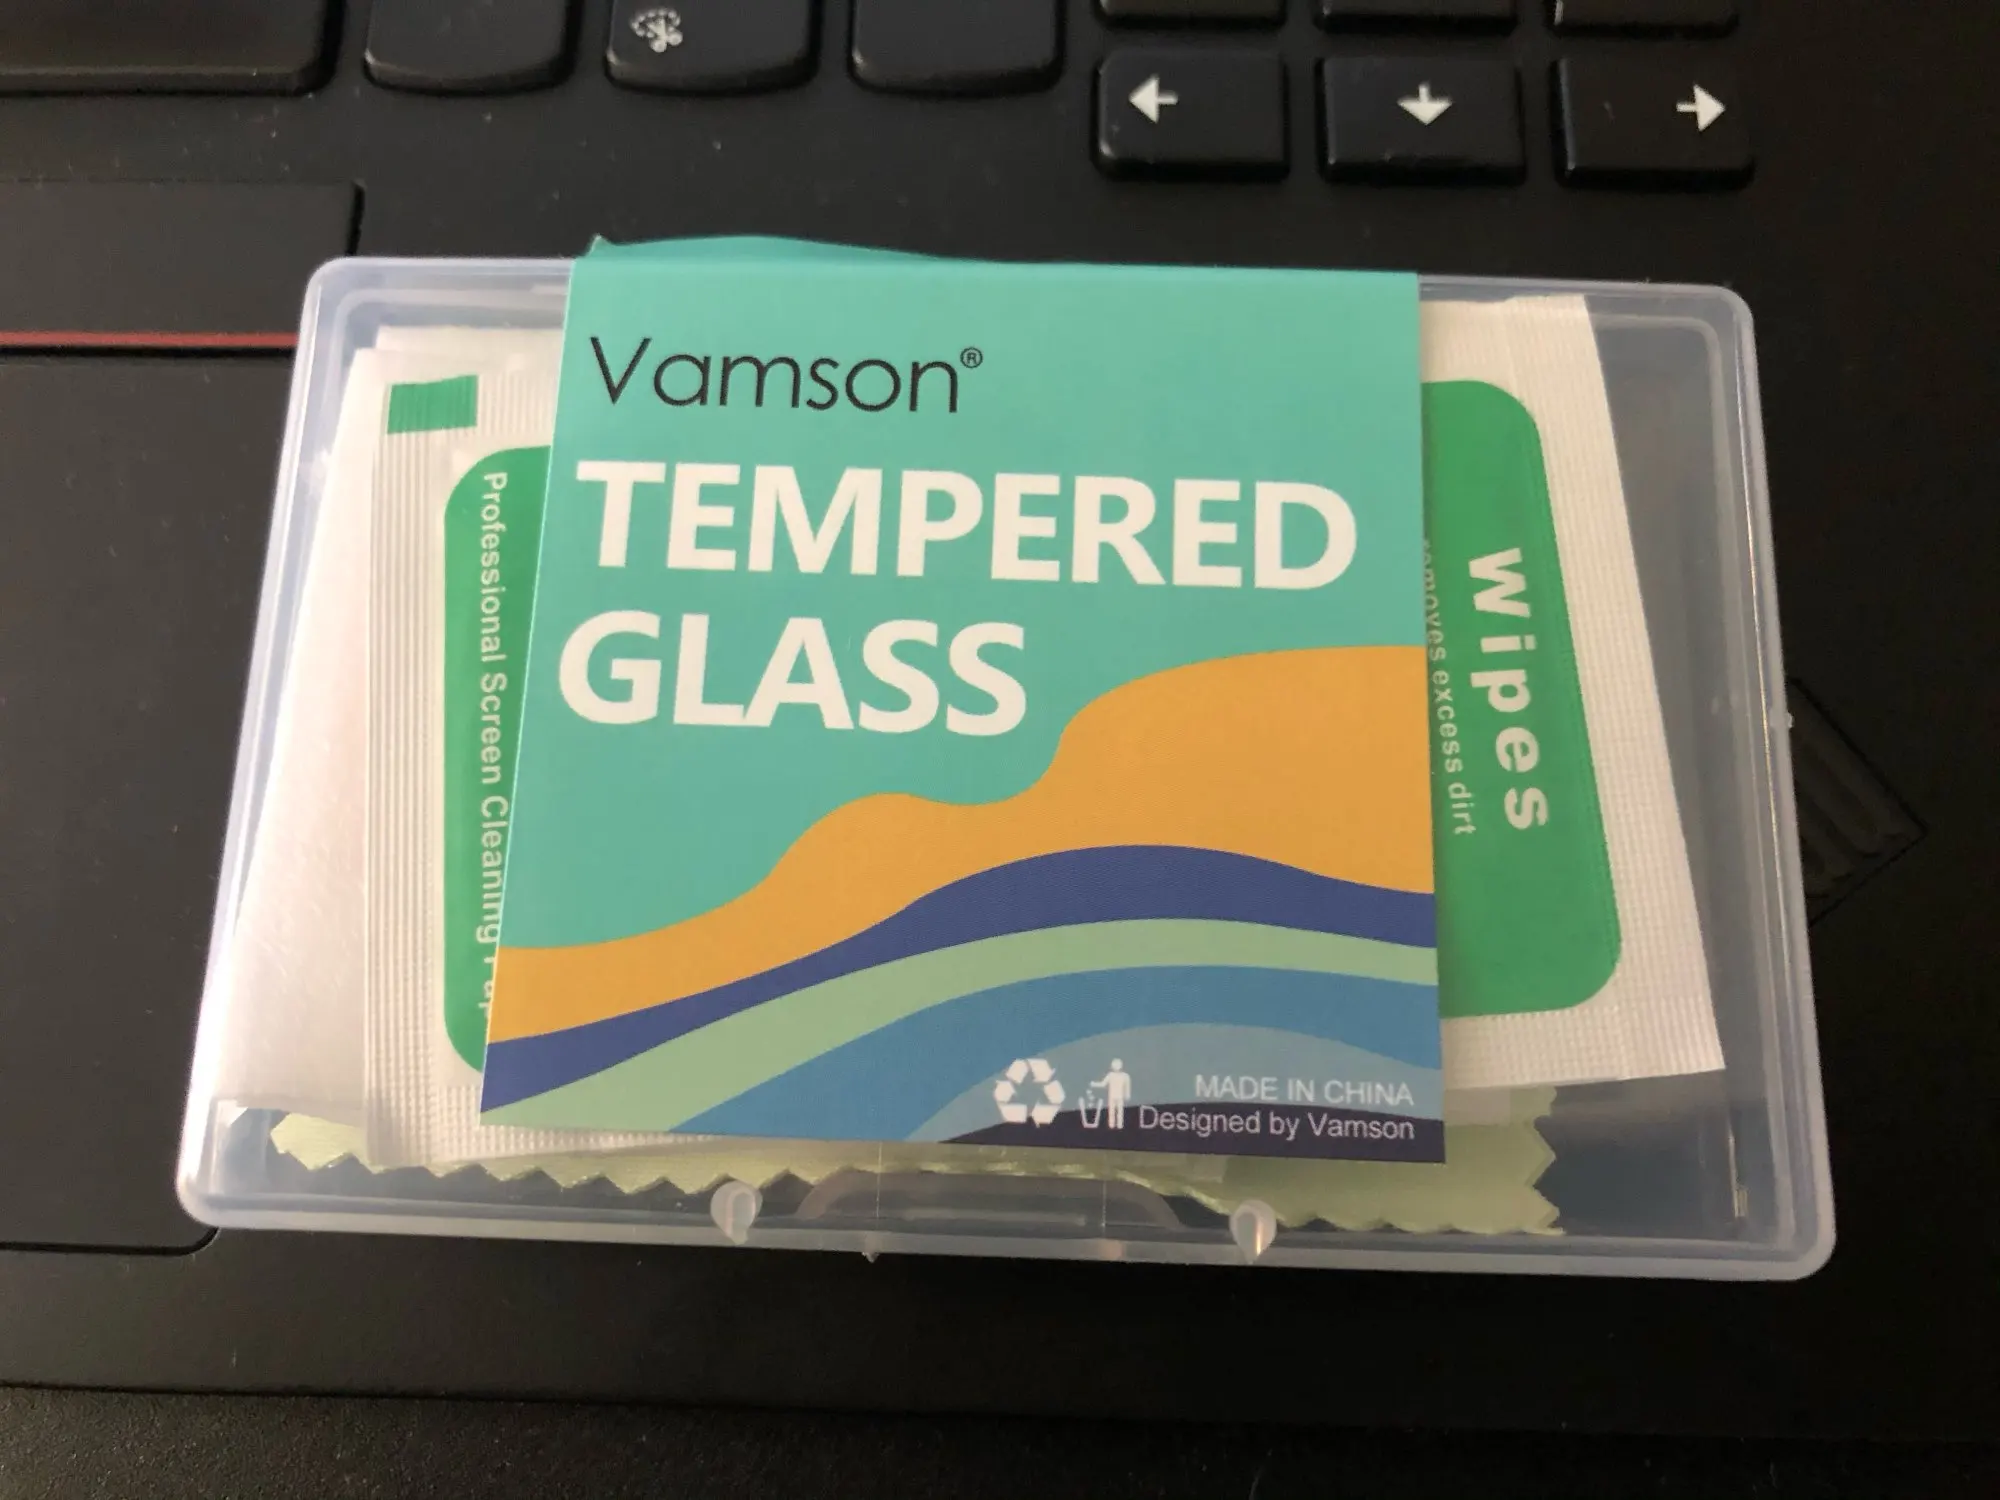 Vamson®
TEMPERED
GLASS
MADE IN CHINA
Designed by Vamson
Professional Screen Cleaning
Wipes
removes excess dirt